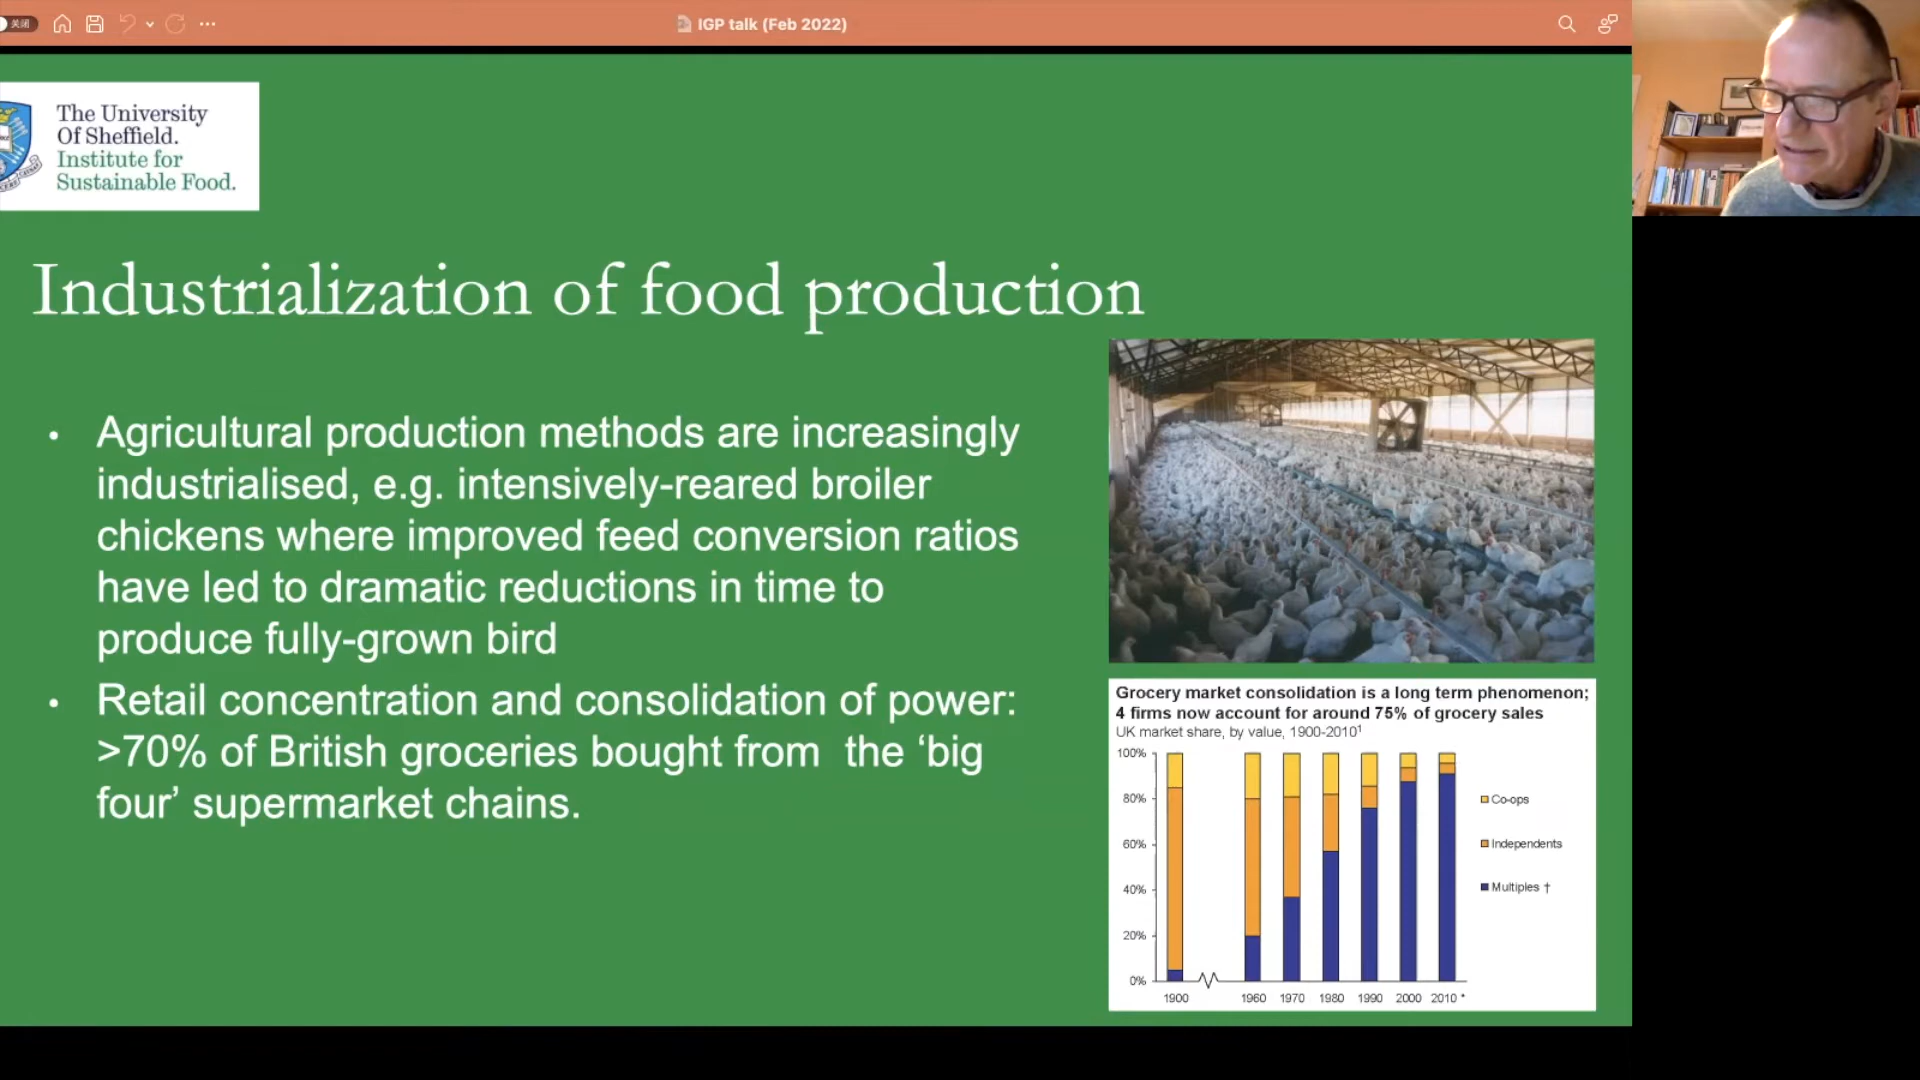 关闭
IGP talk (Feb 2022)
The University
Of Sheffield.
Institute for
Sustainable Food.
Industrialization of food production
• Agricultural production methods are increasingly
industrialised, e.g. intensively-reared broiler
chickens where improved feed conversion ratios
have led to dramatic reductions in time to
produce fully-grown bird
• Retail concentration and consolidation of power:
>70% of British groceries bought from the ‘big
four’ supermarket chains.
Grocery market consolidation is a long term phenomenon;
4 firms now account for around 75% of grocery sales
UK market share, by value, 1900-2010¹
100%
80%
60%
40%
20%
0%
1900 1960 1970 1980 1990 2000 2010 *
Co-ops
Independents
Multiples †